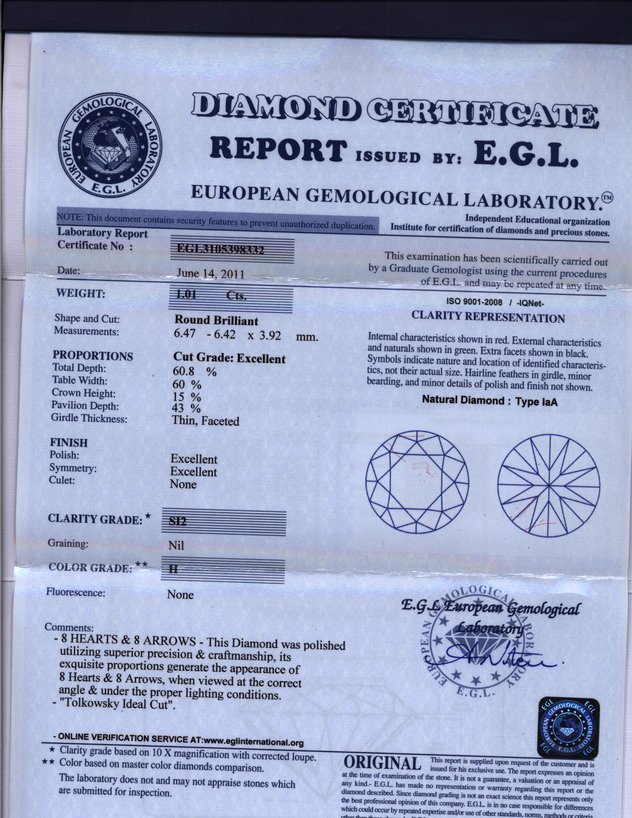 EUROPEAN GEMOLOGICAL LABORATORY
E.G.L.
DIAMOND CERTIFICATE
REPORT ISSUED BY: E.G.L.
EUROPEAN GEMOLOGICAL LABORATORY.™
NOTE: This document contains security features to prevent unauthorized duplication.
Independent Educational organization
Institute for certification of diamonds and precious stones.
Laboratory Report
Certificate No : EGL3105398332
Date: June 14, 2011
This examination has been scientifically carried out
by a Graduate Gemologist using the current procedures
of E.G.L. and may be repeated at any time.
WEIGHT: 1.01 Cts.
ISO 9001-2008 / -IQNet-
CLARITY REPRESENTATION
Shape and Cut: Round Brilliant
Measurements: 6.47 - 6.42 x 3.92 mm.
Internal characteristics shown in red. External characteristics
and naturals shown in green. Extra facets shown in black.
Symbols indicate nature and location of identified characteris-
tics, not their actual size. Hairline feathers in girdle, minor
bearding, and minor details of polish and finish not shown.
PROPORTIONS Cut Grade: Excellent
Total Depth: 60.8 %
Table Width: 60 %
Crown Height: 15 %
Pavilion Depth: 43 %
Girdle Thickness: Thin, Faceted
Natural Diamond : Type IaA
FINISH
Polish: Excellent
Symmetry: Excellent
Culet: None
CLARITY GRADE: * SI2
Graining: Nil
COLOR GRADE: ** H
Fluorescence: None
E.G.L European Gemological
Laboratory
E.G.L.
Comments:
- 8 HEARTS & 8 ARROWS - This Diamond was polished
utilizing superior precision & craftmanship, its
exquisite proportions generate the appearance of
8 Hearts & 8 Arrows, when viewed at the correct
angle & under the proper lighting conditions.
- "Tolkowsky Ideal Cut".
- ONLINE VERIFICATION SERVICE AT:www.eglinternational.org
* Clarity grade based on 10 X magnification with corrected loupe.
** Color based on master color diamonds comparison.
The laboratory does not and may not appraise stones which
are submitted for inspection.
EGL EGL
E.G.L.
EGL EGL
ORIGINAL This report is supplied upon request of the customer and is
issued for his exclusive use. The report expresses an opinion
at the time of examination of the stone. It is not a guarantee, a valuation or an appraisal of
any kind.- E.G.L. has made no representation or warranty regarding this report or the
diamond described. Since diamond grading is not an exact science this report represents only
the best professional opinion of this company. E.G.L. is in no case responsible for differences
which could occur by repeated expertise and/or use of other standards, norms, methods or criteria